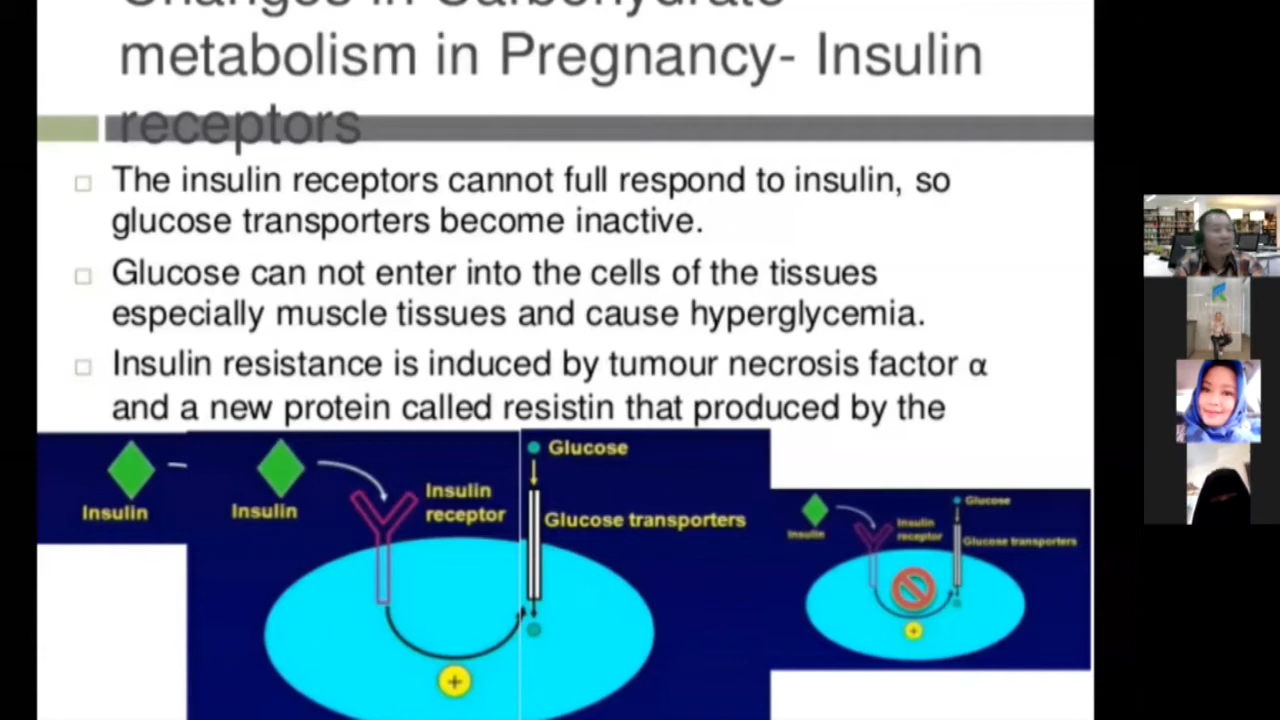 Changes in Carbohydrate
metabolism in Pregnancy- Insulin
receptors
The insulin receptors cannot full respond to insulin, so
glucose transporters become inactive.
Glucose can not enter into the cells of the tissues
especially muscle tissues and cause hyperglycemia.
Insulin resistance is induced by tumour necrosis factor α
and a new protein called resistin that produced by the
Insulin
Insulin
Insulin
receptor
Glucose
Glucose transporters
+
Insulin
Insulin
receptor
Glucose
Glucose transporters
+